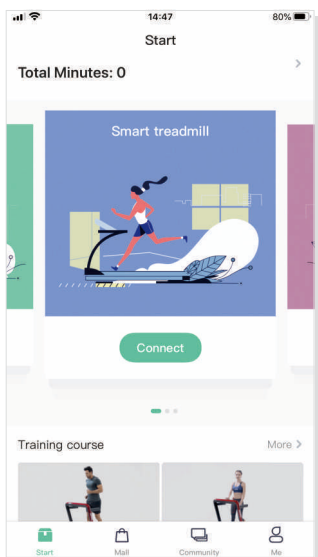 14:47
80%
Start
Total Minutes: 0
Smart treadmill
Connect
Training course
More
Start
Mall
Community
Me